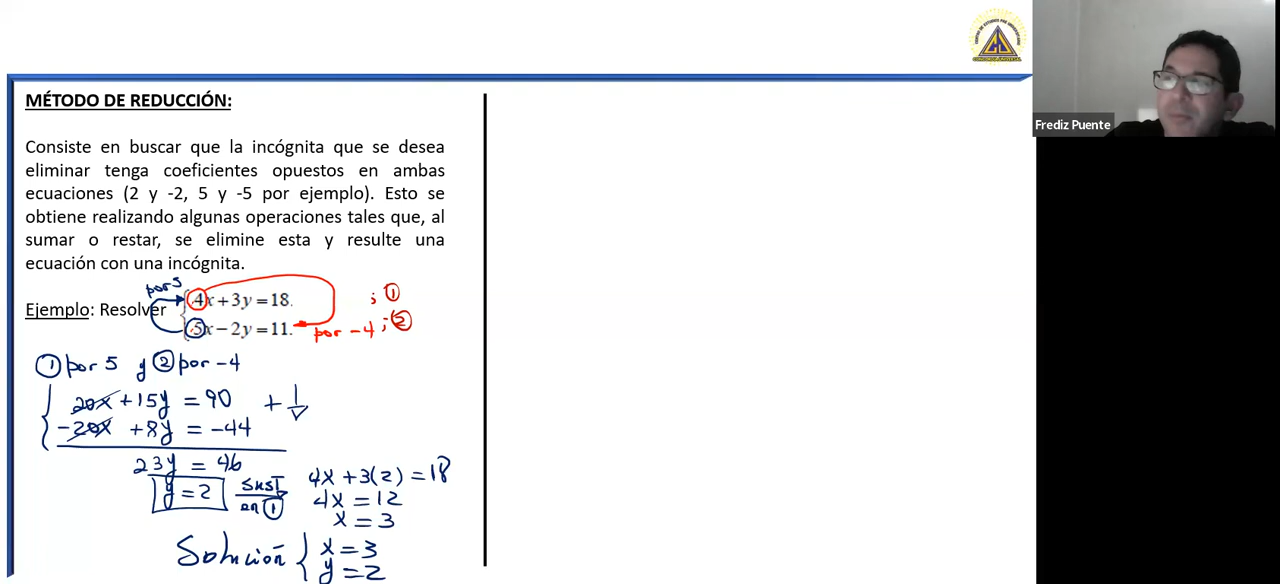 MÉTODO DE REDUCCIÓN:
Consiste en buscar que la incógnita que se desea
eliminar tenga coeficientes opuestos en ambas
ecuaciones (2 y -2, 5 y -5 por ejemplo). Esto se
obtiene realizando algunas operaciones tales que, al
sumar o restar, se elimine esta y resulte una
ecuación con una incógnita.
por 5
Ejemplo: Resolver
4x + 3y = 18. ; 1
5x − 2y = 11. por -4 ; 2
1 por 5 y 2 por -4
20x + 15y = 90
-20x + 8y = -44
23y = 46
y = 2 sust en 1
4x + 3(2) = 18
4x = 12
x = 3
Solución { x = 3
y = 2
Frediz Puente